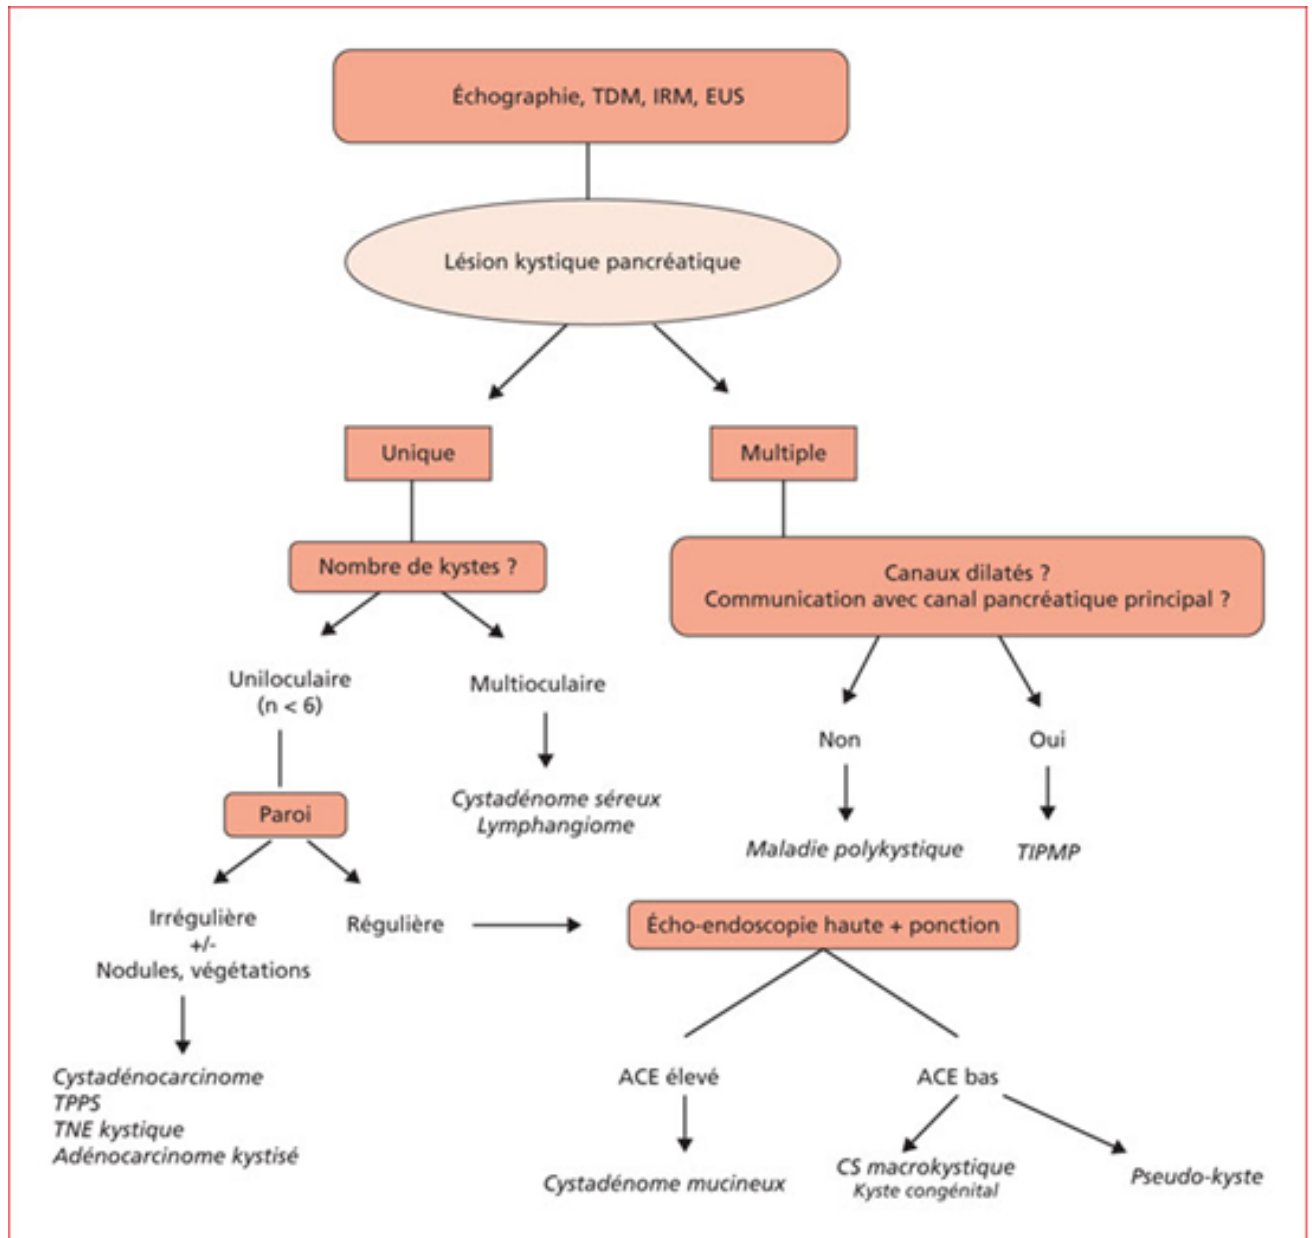 Échographie, TDM, IRM, EUS
Lésion kystique pancréatique
Unique
Multiple
Nombre de kystes ?
Canaux dilatés ?
Communication avec canal pancréatique principal ?
Uniloculaire
(n < 6)
Multioculaire
Non
Oui
Cystadénome séreux
Lymphangiome
Paroi
Maladie polykystique
TIPMP
Irrégulière
+/-
Nodules, végétations
Régulière
Écho-endoscopie haute + ponction
Cystadénocarcinome
TPPS
TNE kystique
Adénocarcinome kystisé
ACE élevé
ACE bas
Cystadénome mucineux
CS macrokystique
Kyste congénital
Pseudo-kyste